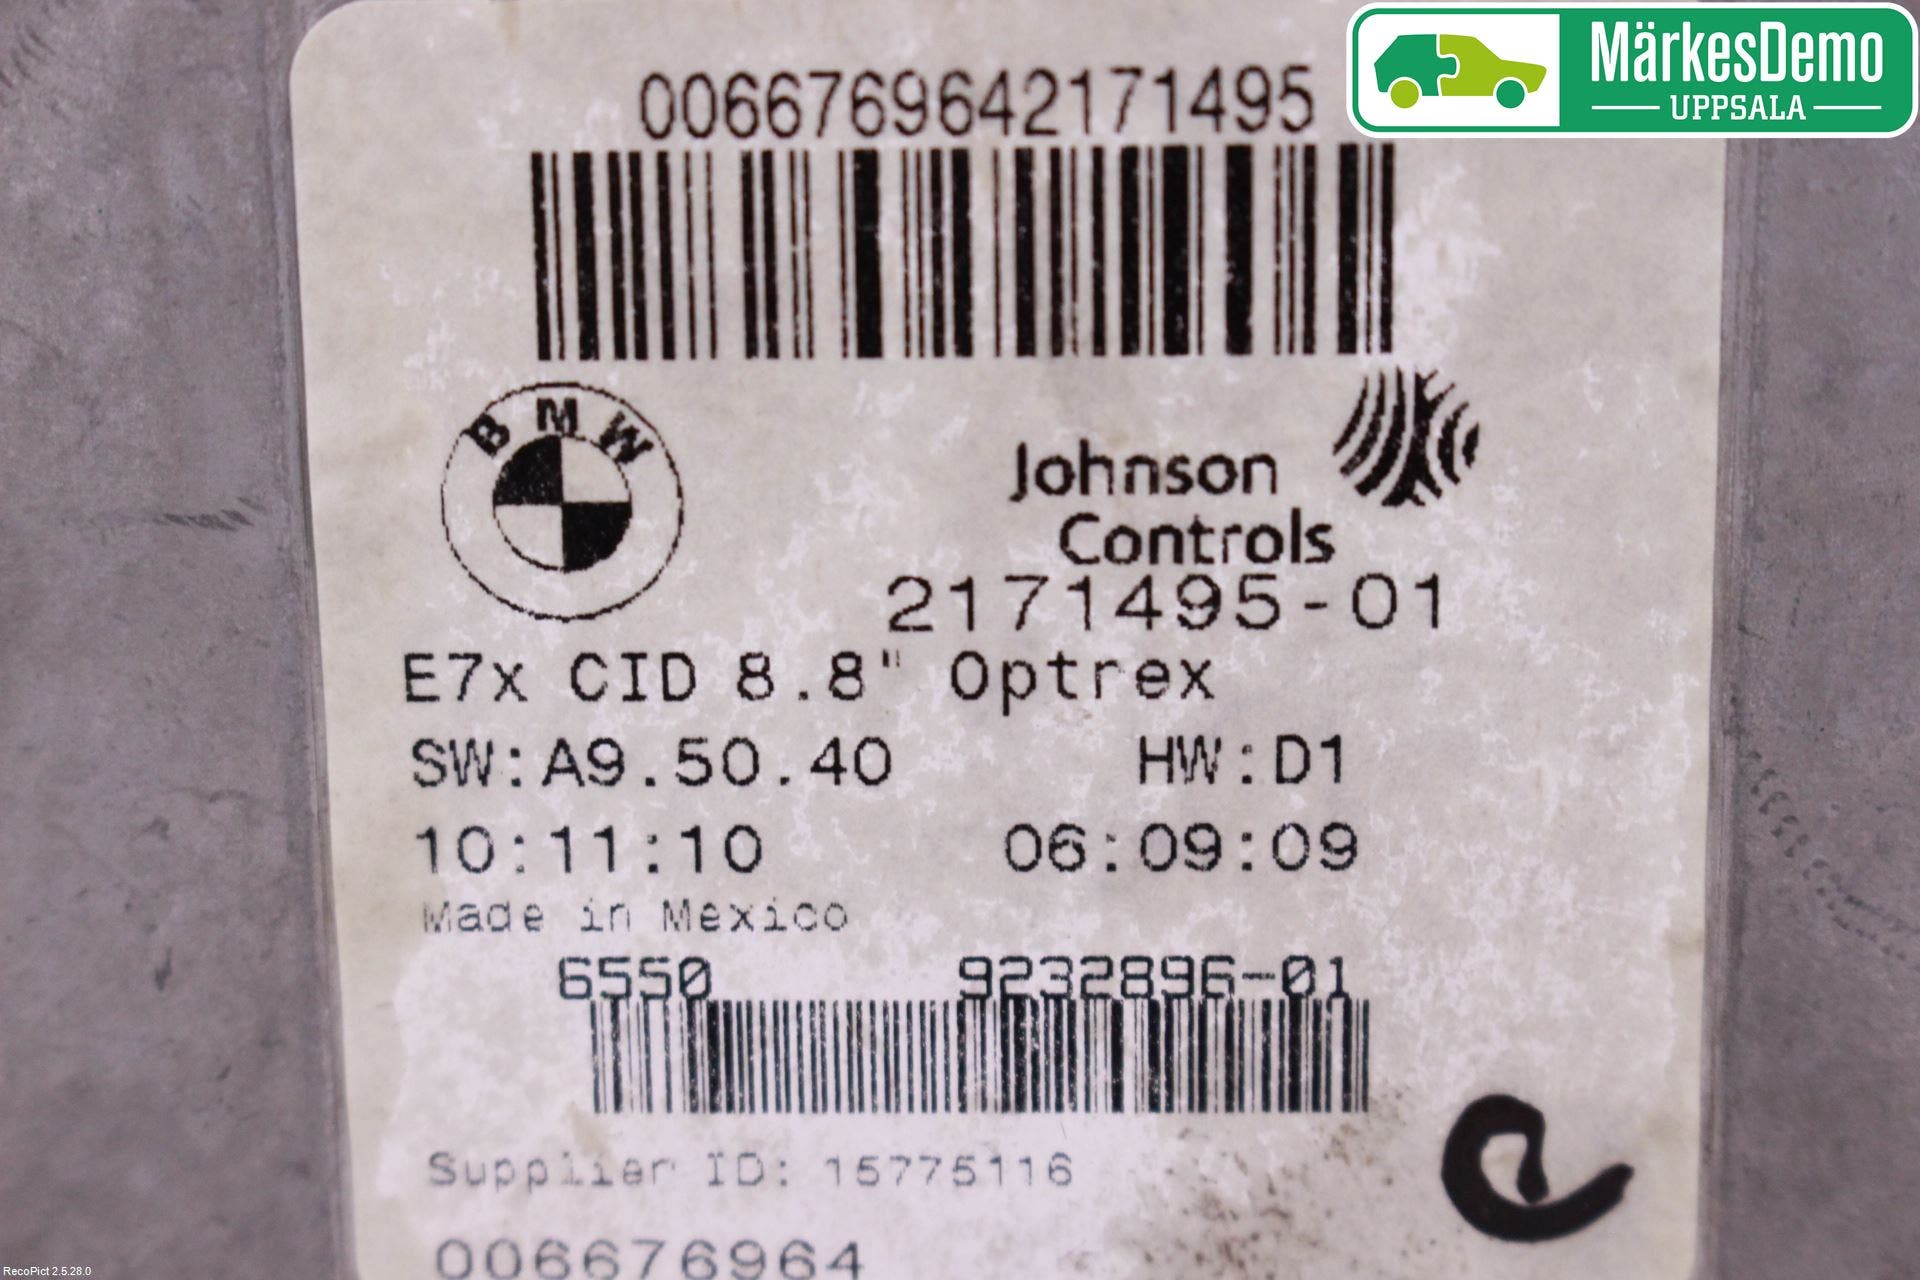 MärkesDemo
UPPSALA
0066769642171495
BMW
Johnson
Controls
2171495-01
E7x CID 8.8" Optrex
SW:A9.50.40 HW:D1
10:11:10 06:09:09
Made in Mexico
6550 9232896-01
Supplier ID: 15775116
006676964
e
RecoPict 2.5.28.0